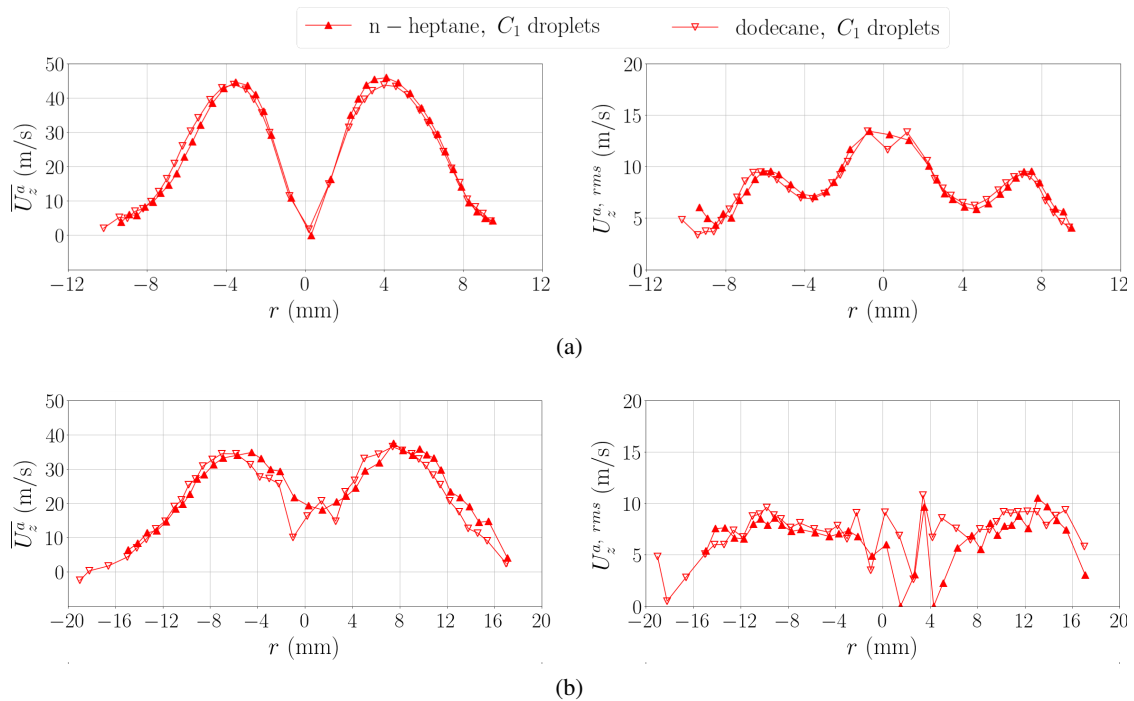 n − heptane, C₁ droplets dodecane, C₁ droplets
50
40
30
20
10
0
−12 −8 −4 0 4 8 12
r (mm)
U̅ₐᶻ (m/s)
20
15
10
5
0
−12 −8 −4 0 4 8 12
r (mm)
U_z^{a, rms} (m/s)
(a)
50
40
30
20
10
0
−20 −16 −12 −8 −4 0 4 8 12 16 20
r (mm)
\overline{U_z^a} (m/s)
20
15
10
5
0
−20 −16 −12 −8 −4 0 4 8 12 16 20
r (mm)
U_z^{a, rms} (m/s)
(b)